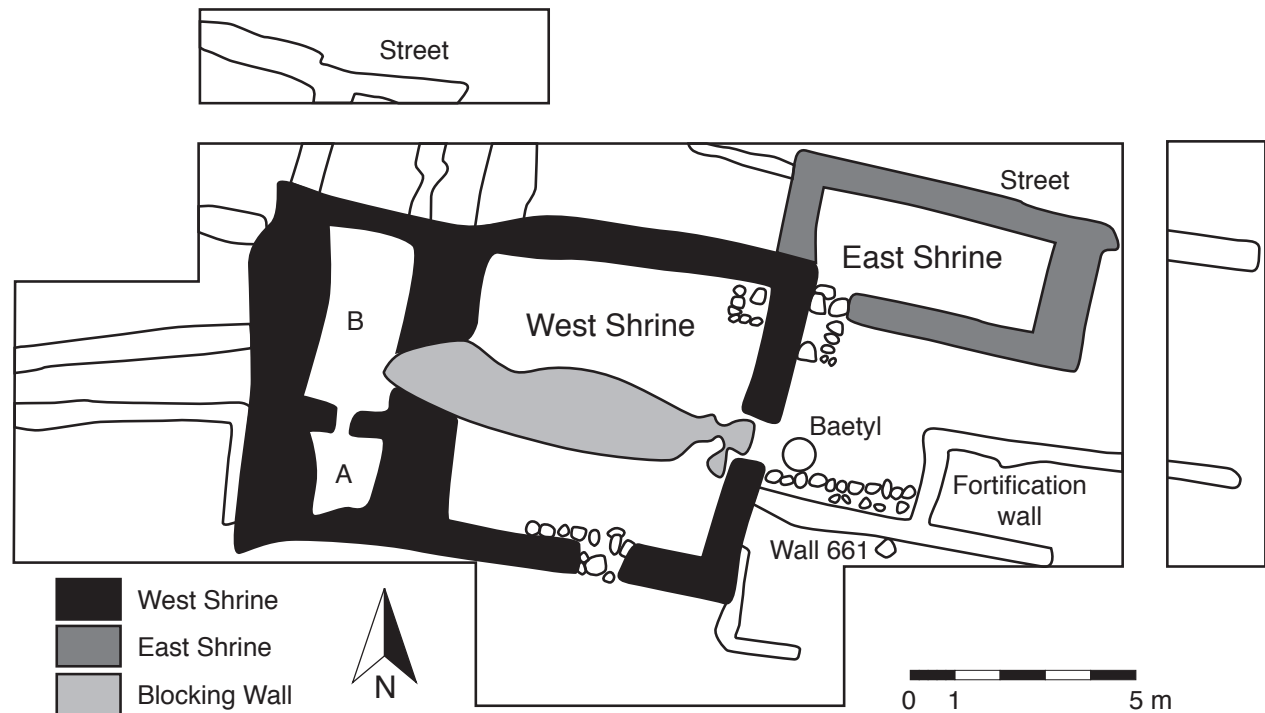 Street
Street
East Shrine
B
West Shrine
Baetyl
A
Fortification
wall
Wall 661
West Shrine
East Shrine
Blocking Wall
N
0 1 5 m